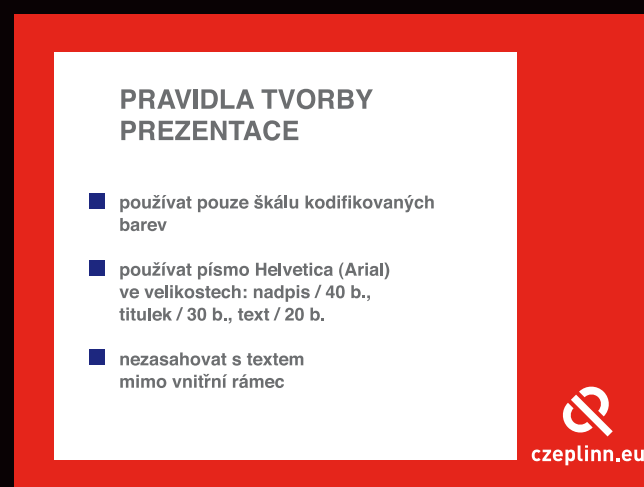 PRAVIDLA TVORBY
PREZENTACE
používat pouze škálu kodifikovaných
barev
používat písmo Helvetica (Arial)
ve velikostech: nadpis / 40 b.,
titulek / 30 b., text / 20 b.
nezasahovat s textem
mimo vnitřní rámec
czeplinn.eu